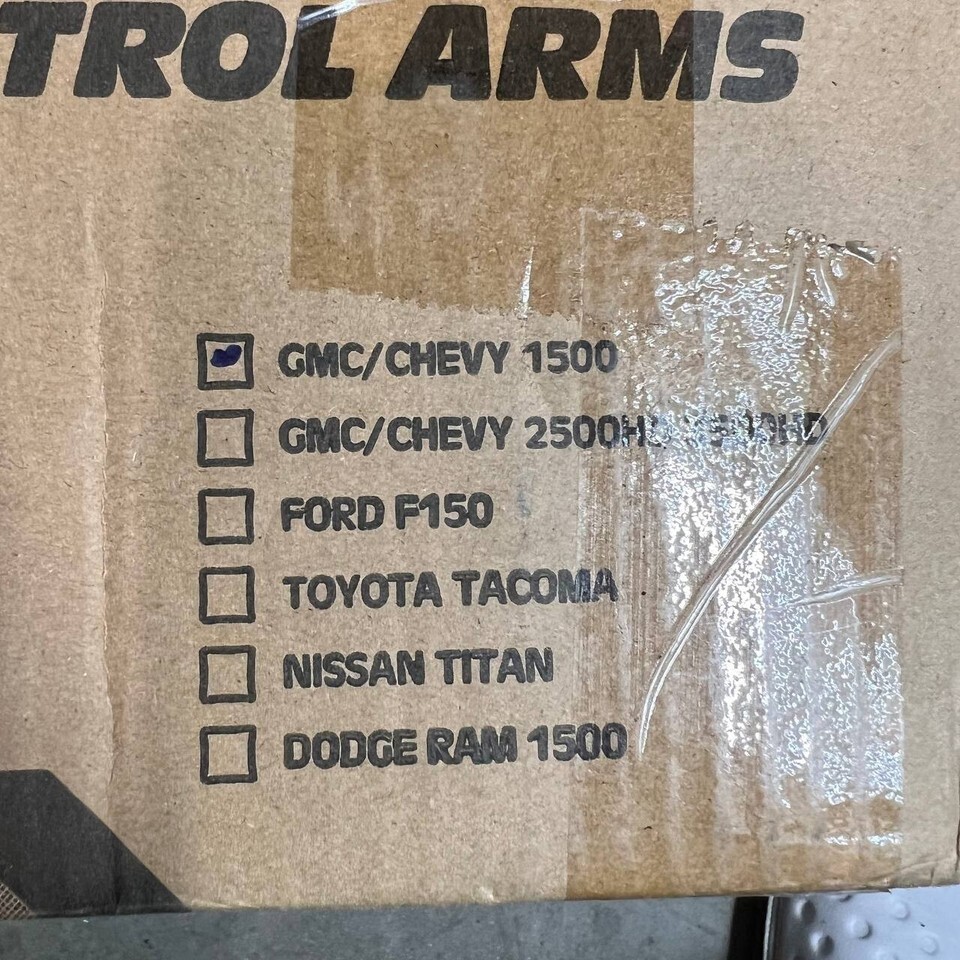 TROL ARMS
GMC/CHEVY 1500
GMC/CHEVY 2500HD
FORD F150
TOYOTA TACOMA
NISSAN TITAN
DODGE RAM 1500